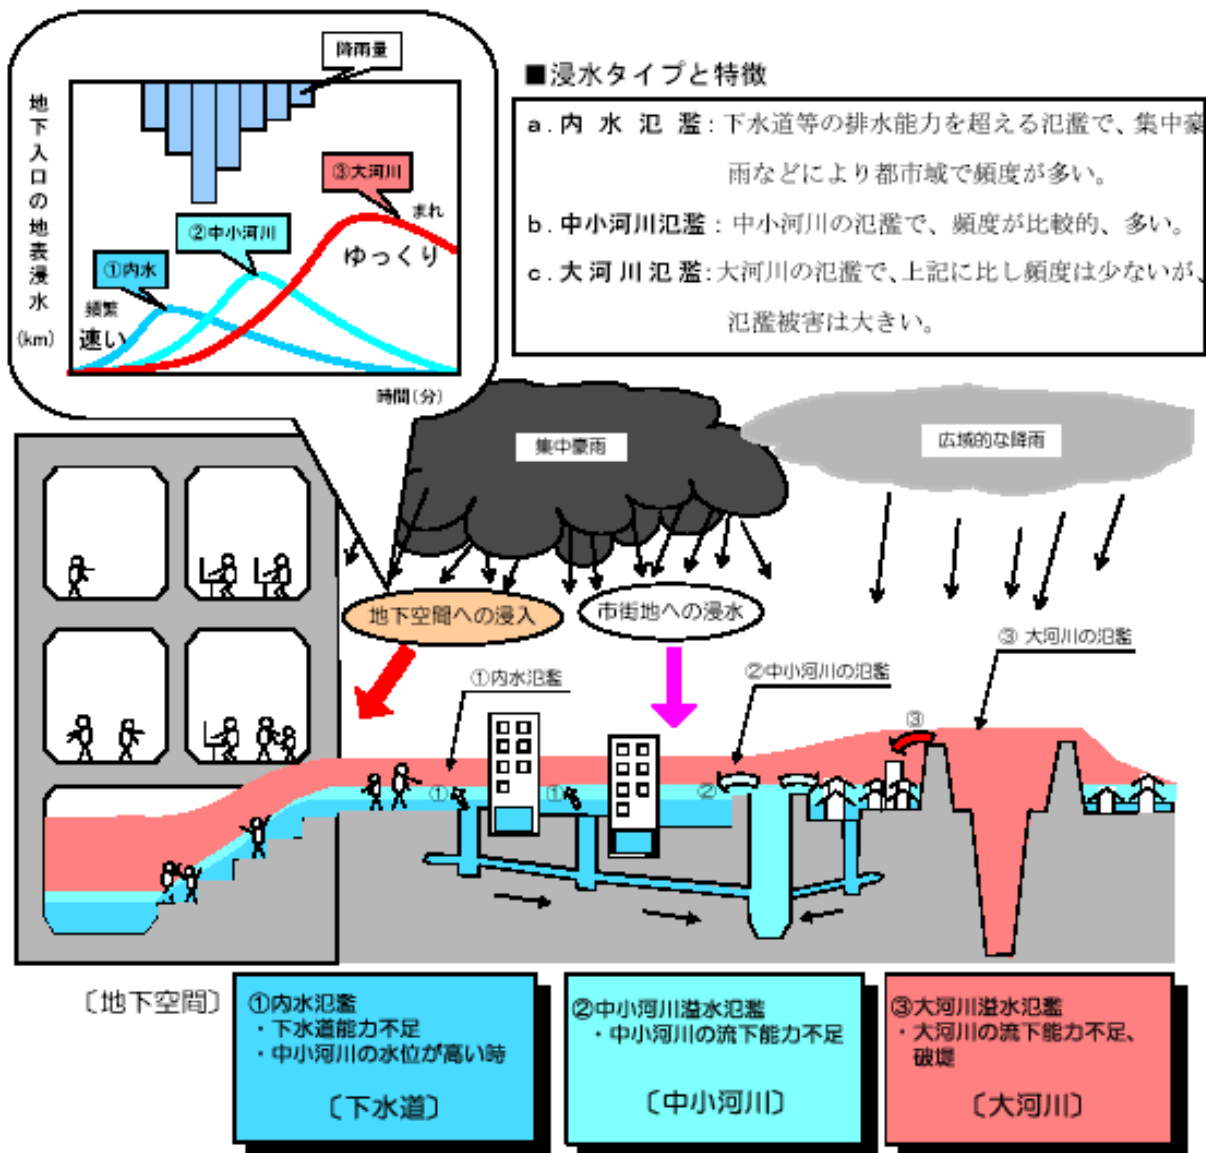 降雨量
地下入口の地表浸水
(km)
③大河川
まれ
ゆっくり
②中小河川
①内水
頻繁
速い
時間(分)
■浸水タイプと特徴
a.内水氾濫:下水道等の排水能力を超える氾濫で、集中豪
雨などにより都市域で頻度が多い。
b.中小河川氾濫:中小河川の氾濫で、頻度が比較的、多い。
c.大河川氾濫:大河川の氾濫で、上記に比し頻度は少ないが、
氾濫被害は大きい。
集中豪雨
広域的な降雨
地下空間への浸入
市街地への浸水
③ 大河川の氾濫
①内水氾濫
②中小河川の氾濫
③
①
①
②
〔地下空間〕
①内水氾濫
・下水道能力不足
・中小河川の水位が高い時
〔下水道〕
②中小河川溢水氾濫
・中小河川の流下能力不足
〔中小河川〕
③大河川溢水氾濫
・大河川の流下能力不足、
破堤
〔大河川〕